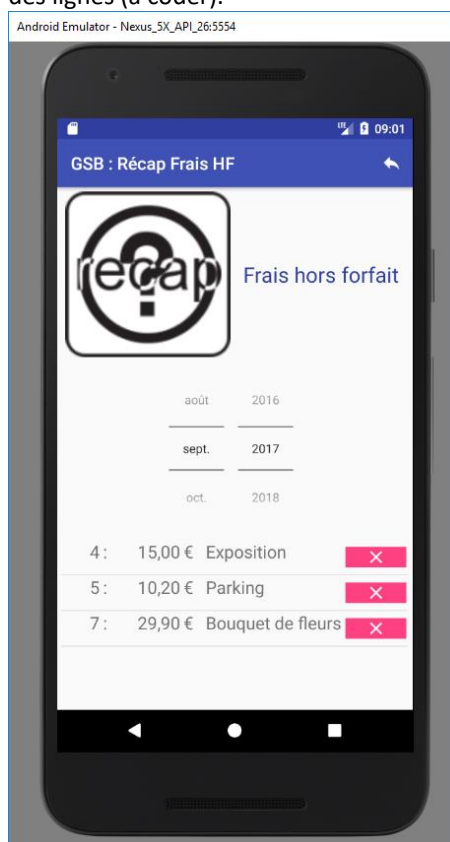 des lignes (à coder).
Android Emulator - Nexus_5X_API_26:5554
LTE 09:01
GSB : Récap Frais HF
recap
?
Frais hors forfait
août 2016
sept. 2017
oct. 2018
4 : 15,00 € Exposition
5 : 10,20 € Parking
7 : 29,90 € Bouquet de fleurs